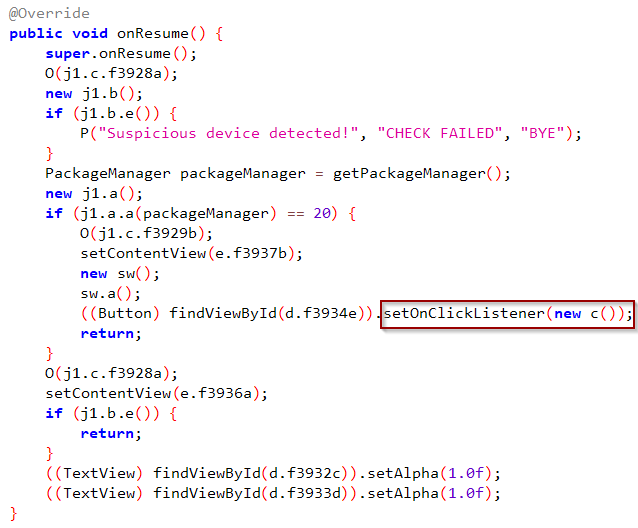 @Override
public void onResume() {
super.onResume();
O(j1.c.f3928a);
new j1.b();
if (j1.b.e()) {
P("Suspicious device detected!", "CHECK FAILED", "BYE");
}
PackageManager packageManager = getPackageManager();
new j1.a();
if (j1.a.a(packageManager) == 20) {
O(j1.c.f3929b);
setContentView(e.f3937b);
new sw();
sw.a();
((Button) findViewById(d.f3934e)).setOnClickListener(new c());
return;
}
O(j1.c.f3928a);
setContentView(e.f3936a);
if (j1.b.e()) {
return;
}
((TextView) findViewById(d.f3932c)).setAlpha(1.0f);
((TextView) findViewById(d.f3933d)).setAlpha(1.0f);
}